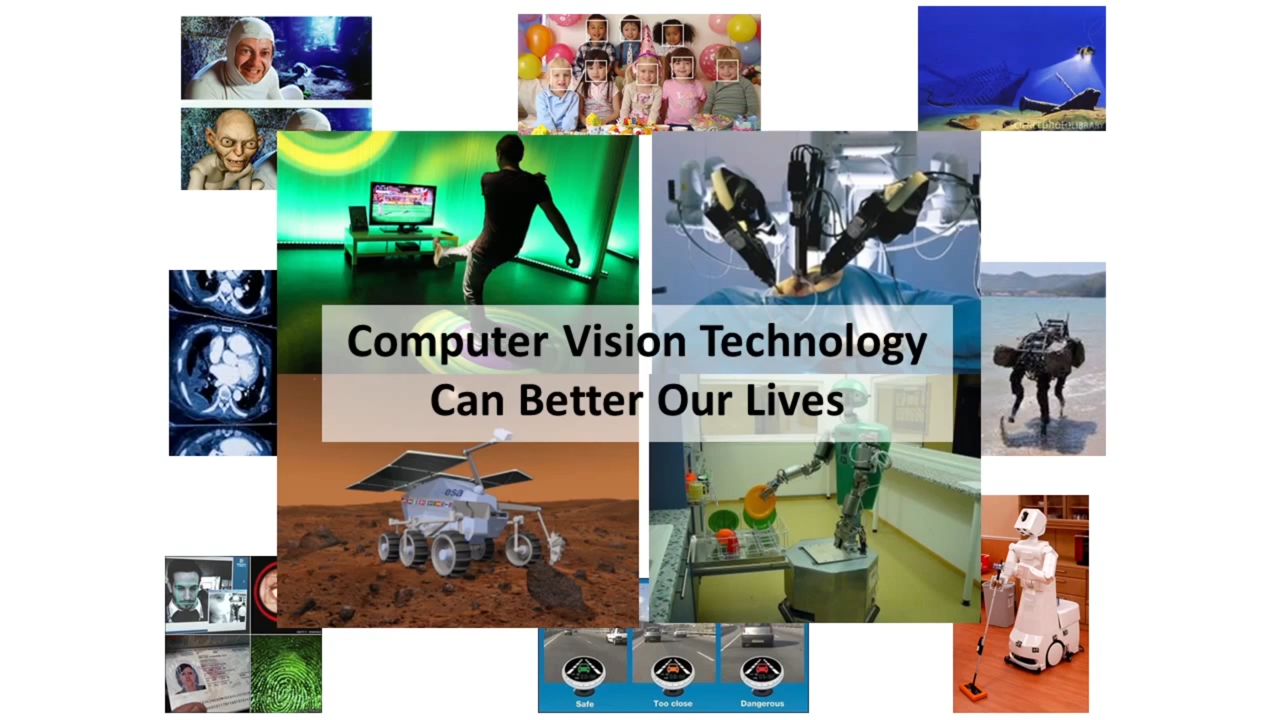 Computer Vision Technology
Can Better Our Lives
esa
Safe
Too close
Dangerous